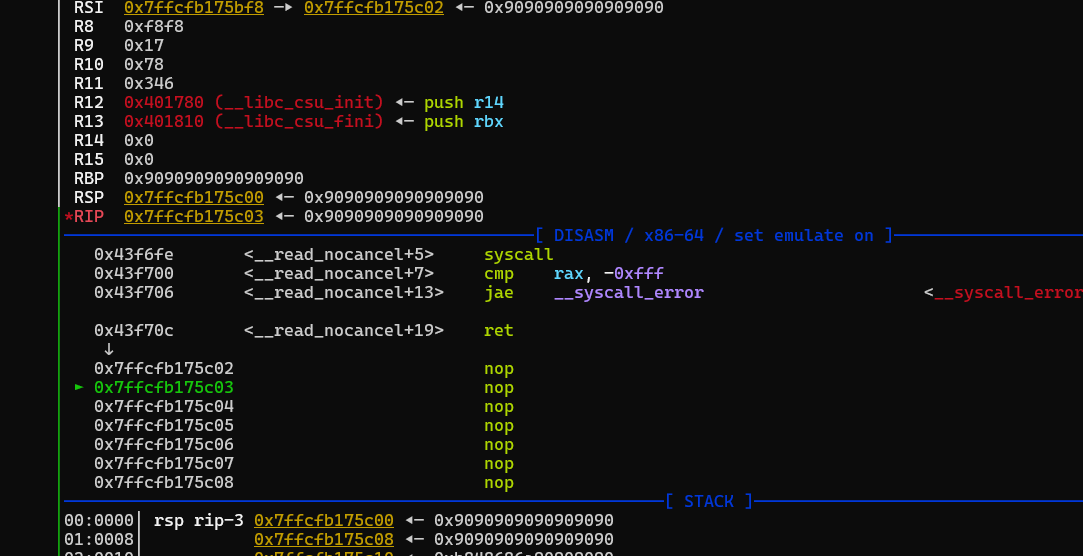 RSI 0x7ffcfb175bf8 —▸ 0x7ffcfb175c02 ◂— 0x9090909090909090
R8 0xf8f8
R9 0x17
R10 0x78
R11 0x346
R12 0x401780 (__libc_csu_init) ◂— push r14
R13 0x401810 (__libc_csu_fini) ◂— push rbx
R14 0x0
R15 0x0
RBP 0x9090909090909090
RSP 0x7ffcfb175c00 ◂— 0x9090909090909090
*RIP 0x7ffcfb175c03 ◂— 0x9090909090909090
[ DISASM / x86-64 / set emulate on ]
0x43f6fe <__read_nocancel+5> syscall
0x43f700 <__read_nocancel+7> cmp rax, -0xfff
0x43f706 <__read_nocancel+13> jae __syscall_error <__syscall_error
0x43f70c <__read_nocancel+19> ret
↓
0x7ffcfb175c02 nop
► 0x7ffcfb175c03 nop
0x7ffcfb175c04 nop
0x7ffcfb175c05 nop
0x7ffcfb175c06 nop
0x7ffcfb175c07 nop
0x7ffcfb175c08 nop
[ STACK ]
00:0000│ rsp rip-3 0x7ffcfb175c00 ◂— 0x9090909090909090
01:0008│ 0x7ffcfb175c08 ◂— 0x9090909090909090